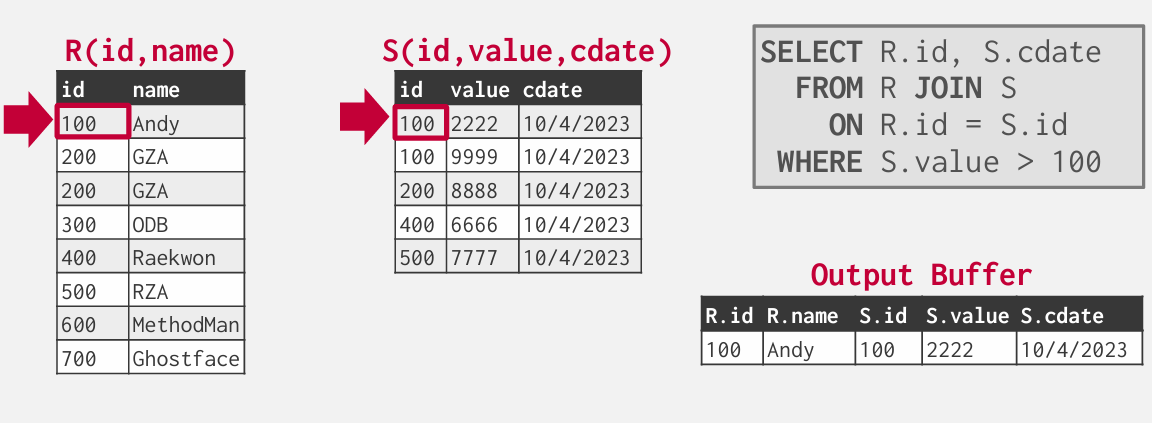 R(id,name)
id name
100 Andy
200 GZA
200 GZA
300 ODB
400 Raekwon
500 RZA
600 MethodMan
700 Ghostface
S(id,value,cdate)
id value cdate
100 2222 10/4/2023
100 9999 10/4/2023
200 8888 10/4/2023
400 6666 10/4/2023
500 7777 10/4/2023
SELECT R.id, S.cdate
FROM R JOIN S
ON R.id = S.id
WHERE S.value > 100
Output Buffer
R.id R.name S.id S.value S.cdate
100 Andy 100 2222 10/4/2023